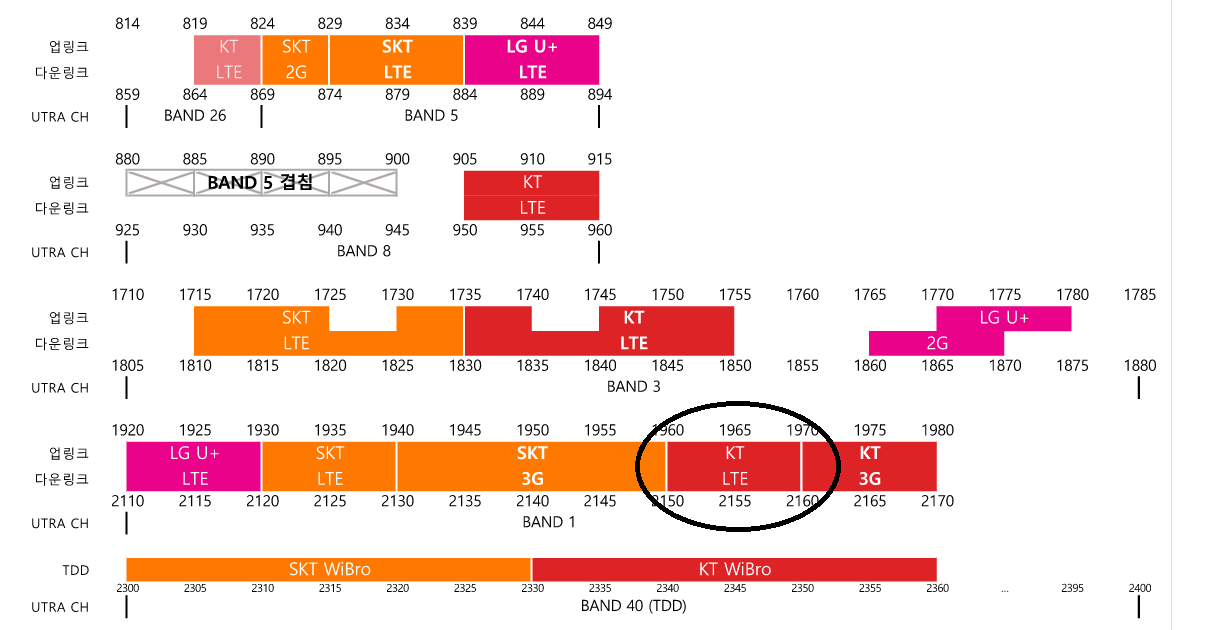 814 819 824 829 834 839 844 849
업링크 KT SKT SKT LG U+
다운링크 LTE 2G LTE LTE
859 864 869 874 879 884 889 894
UTRA CH BAND 26 BAND 5
880 885 890 895 900 905 910 915
업링크 BAND 5 겹침 KT
다운링크 LTE
925 930 935 940 945 950 955 960
UTRA CH BAND 8
1710 1715 1720 1725 1730 1735 1740 1745 1750 1755 1760 1765 1770 1775 1780 1785
업링크 SKT KT LG U+
다운링크 LTE LTE 2G
1805 1810 1815 1820 1825 1830 1835 1840 1845 1850 1855 1860 1865 1870 1875 1880
UTRA CH BAND 3
1920 1925 1930 1935 1940 1945 1950 1955 1960 1965 1970 1975 1980
업링크 LG U+ SKT SKT KT KT
다운링크 LTE LTE 3G LTE 3G
2110 2115 2120 2130 2135 2140 2145 2150 2155 2160 2165 2170
UTRA CH BAND 1
TDD SKT WiBro KT WiBro
2300 2305 2310 2315 2320 2325 2330 2335 2340 2345 2350 2355 2360 ... 2395 2400
UTRA CH BAND 40 (TDD)